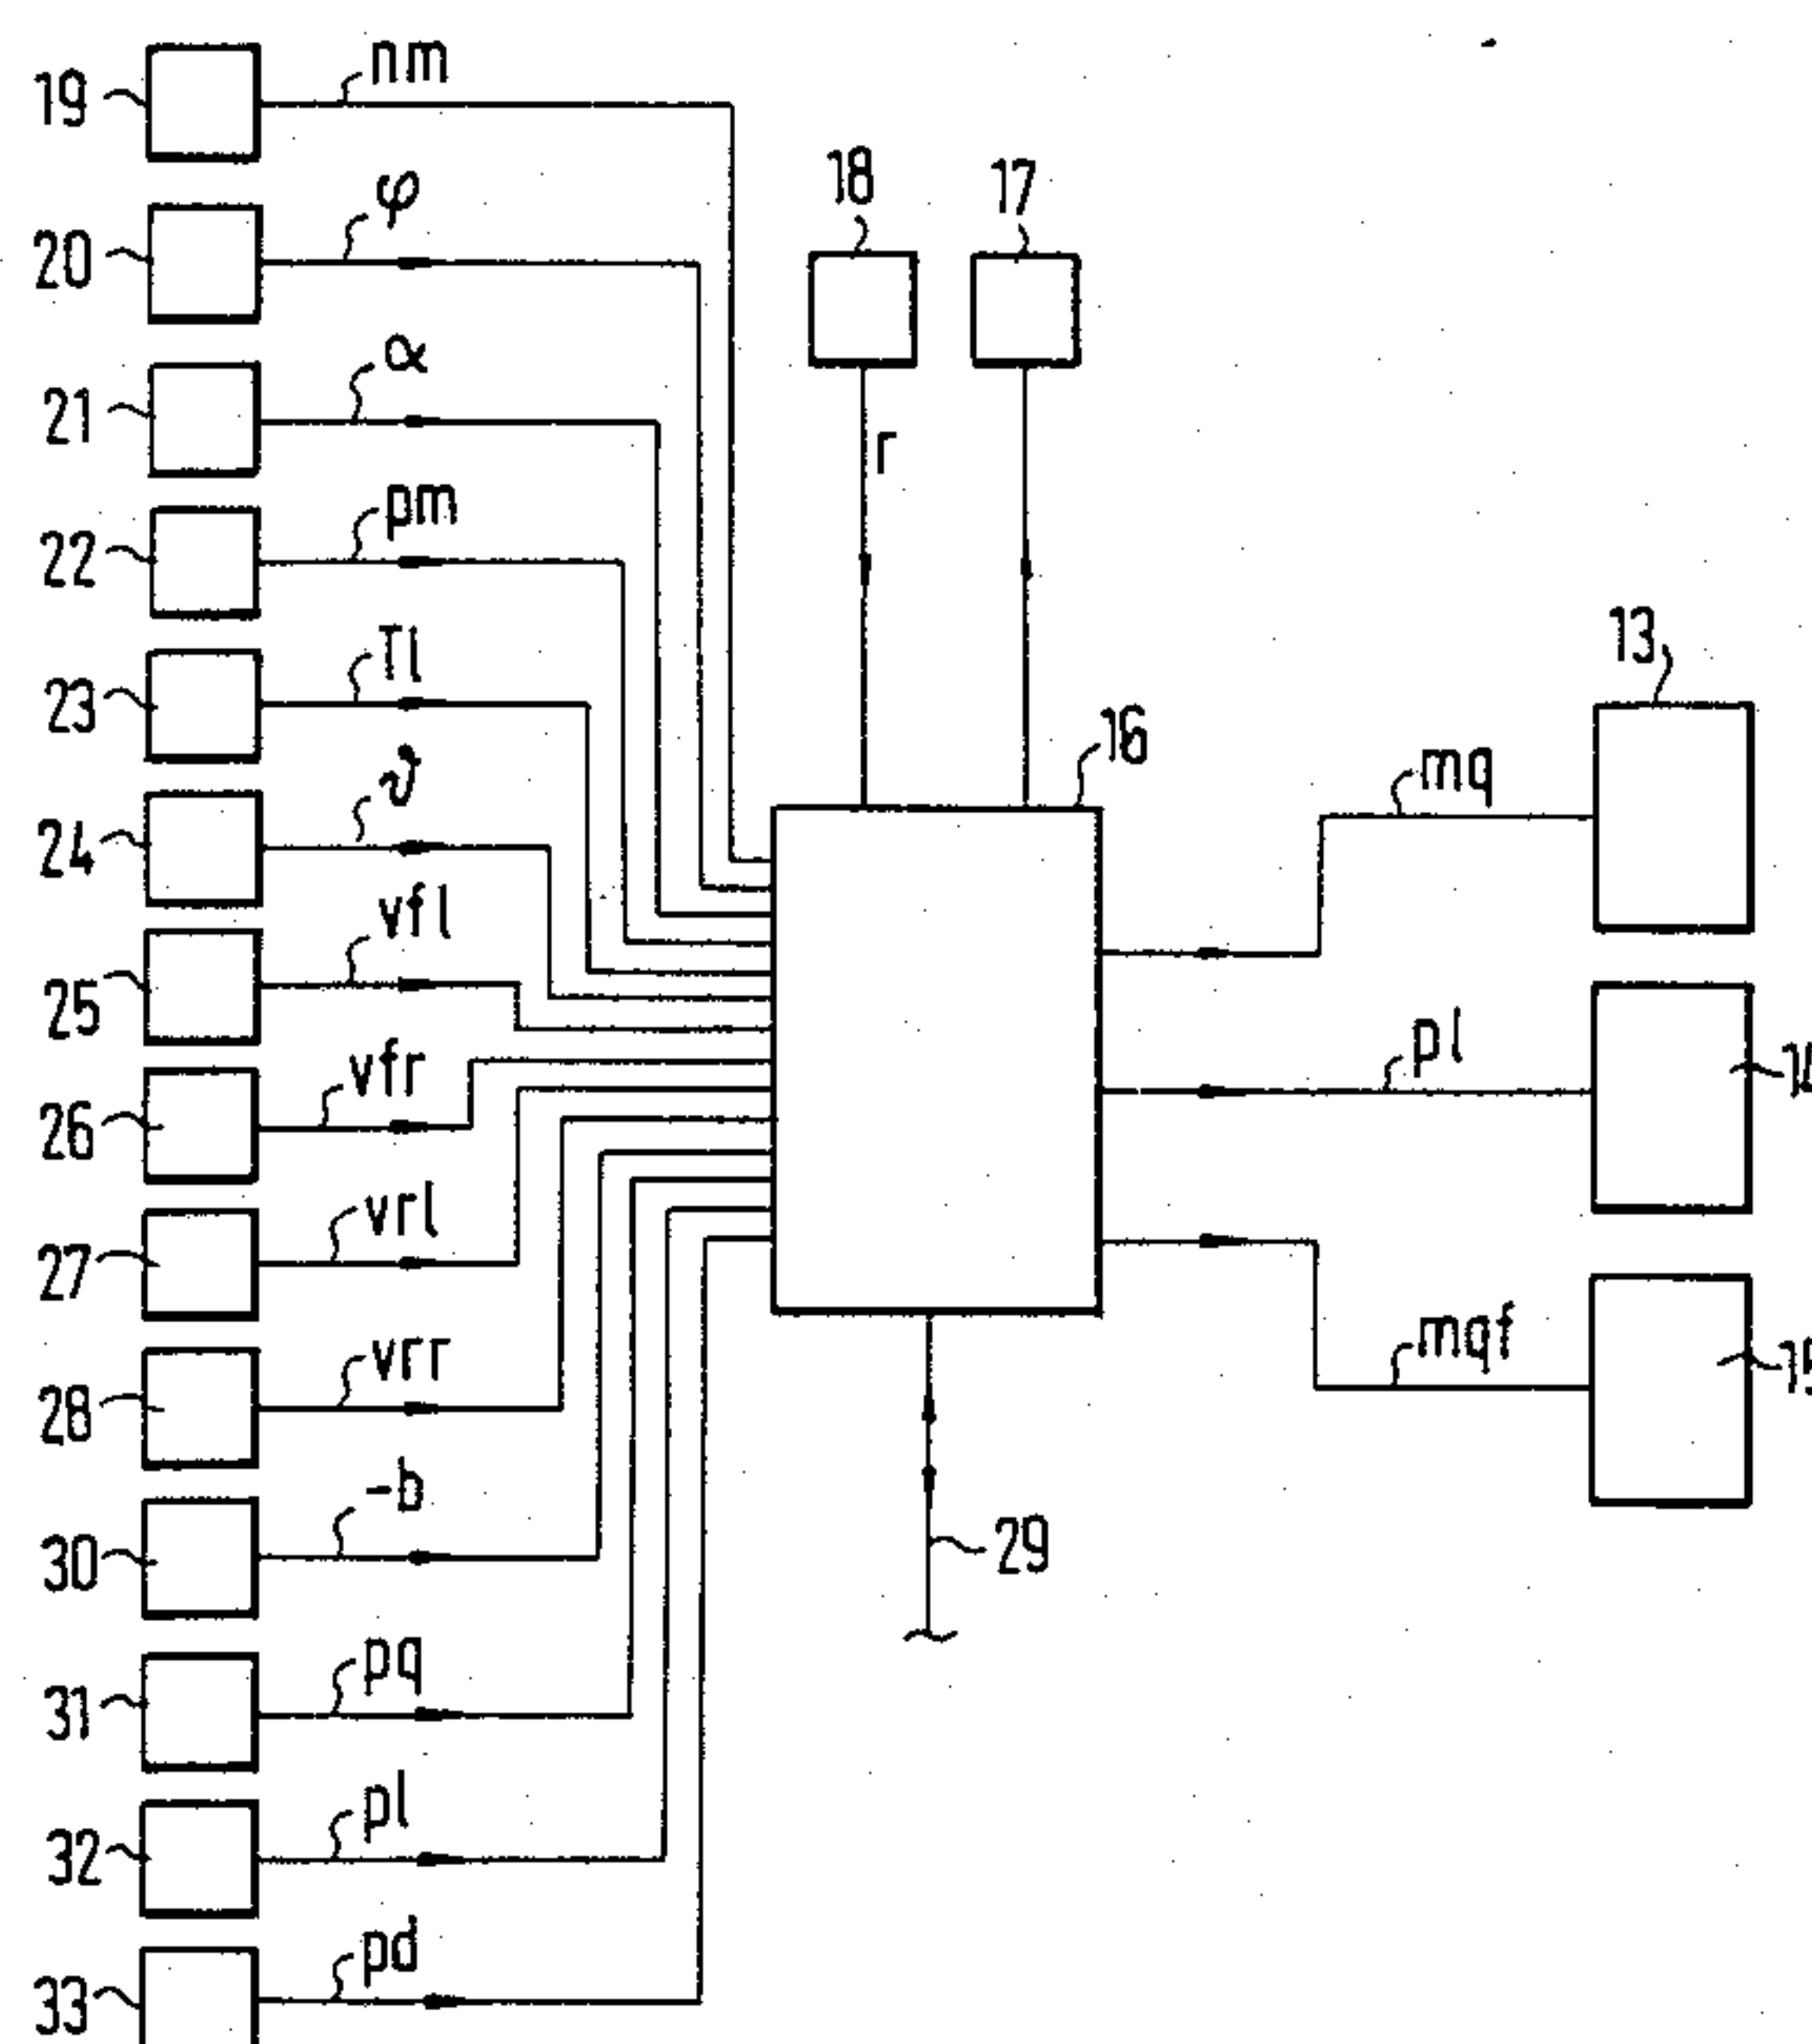 19 nm
20 φ
21 α
22 pm
23 Tl
24 ϑ
25 vfl
26 vfr
27 vrl
28 vrr
30 -b
31 pq
32 pl
33 pd
18
17
r
16
29
mq
13
pl
mqf
15